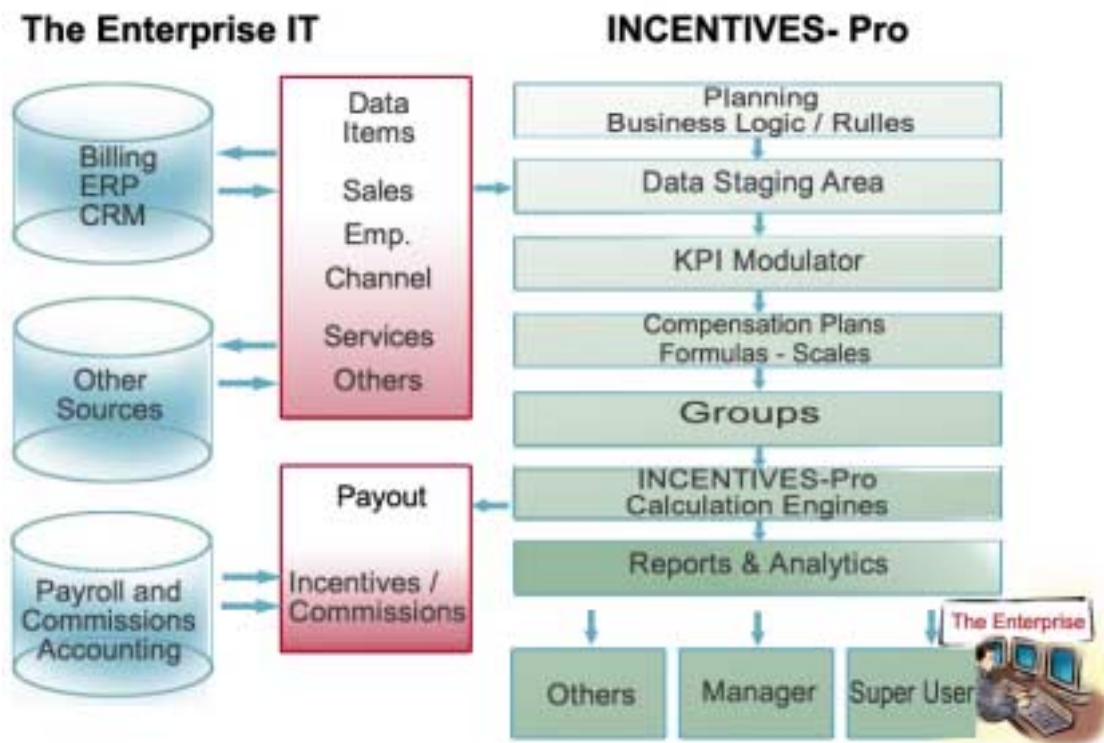 The Enterprise IT
INCENTIVES- Pro
Billing
ERP
CRM
Other
Sources
Payroll and
Commissions
Accounting
Data
Items
Sales
Emp.
Channel
Services
Others
Payout
Incentives /
Commissions
Planning
Business Logic / Rulles
Data Staging Area
KPI Modulator
Compensation Plans
Formulas - Scales
Groups
INCENTIVES-Pro
Calculation Engines
Reports & Analytics
Others
Manager
Super User
The Enterprise